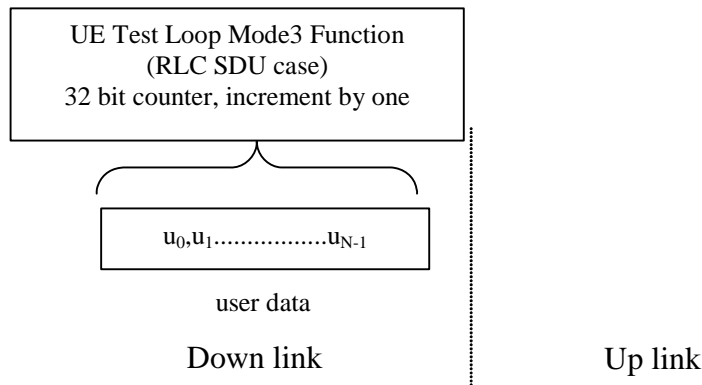 UE Test Loop Mode3 Function
(RLC SDU case)
32 bit counter, increment by one
u₀,u₁..................uN-1
user data
Down link
Up link